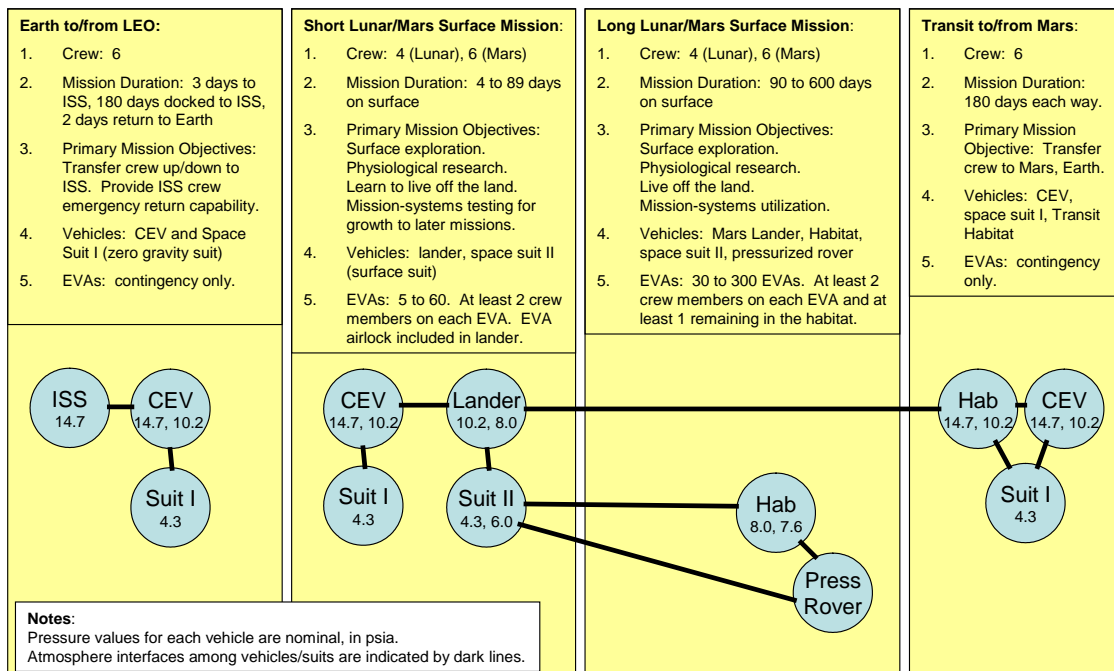 Earth to/from LEO:
1. Crew: 6
2. Mission Duration: 3 days to
ISS, 180 days docked to ISS,
2 days return to Earth
3. Primary Mission Objectives:
Transfer crew up/down to
ISS. Provide ISS crew
emergency return capability.
4. Vehicles: CEV and Space
Suit I (zero gravity suit)
5. EVAs: contingency only.
Short Lunar/Mars Surface Mission:
1. Crew: 4 (Lunar), 6 (Mars)
2. Mission Duration: 4 to 89 days
on surface
3. Primary Mission Objectives:
Surface exploration.
Physiological research.
Learn to live off the land.
Mission-systems testing for
growth to later missions.
4. Vehicles: lander, space suit II
(surface suit)
5. EVAs: 5 to 60. At least 2 crew
members on each EVA. EVA
airlock included in lander.
Long Lunar/Mars Surface Mission:
1. Crew: 4 (Lunar), 6 (Mars)
2. Mission Duration: 90 to 600 days
on surface
3. Primary Mission Objectives:
Surface exploration.
Physiological research.
Live off the land.
Mission-systems utilization.
4. Vehicles: Mars Lander, Habitat,
space suit II, pressurized rover
5. EVAs: 30 to 300 EVAs. At least 2
crew members on each EVA and at
least 1 remaining in the habitat.
Transit to/from Mars:
1. Crew: 6
2. Mission Duration:
180 days each way.
3. Primary Mission
Objective: Transfer
crew to Mars, Earth.
4. Vehicles: CEV,
space suit I, Transit
Habitat
5. EVAs: contingency
only.
ISS
14.7
CEV
14.7, 10.2
Suit I
4.3
CEV
14.7, 10.2
Lander
10.2, 8.0
Suit I
4.3
Suit II
4.3, 6.0
Hab
8.0, 7.6
Press
Rover
Hab
14.7, 10.2
CEV
14.7, 10.2
Suit I
4.3
Notes:
Pressure values for each vehicle are nominal, in psia.
Atmosphere interfaces among vehicles/suits are indicated by dark lines.